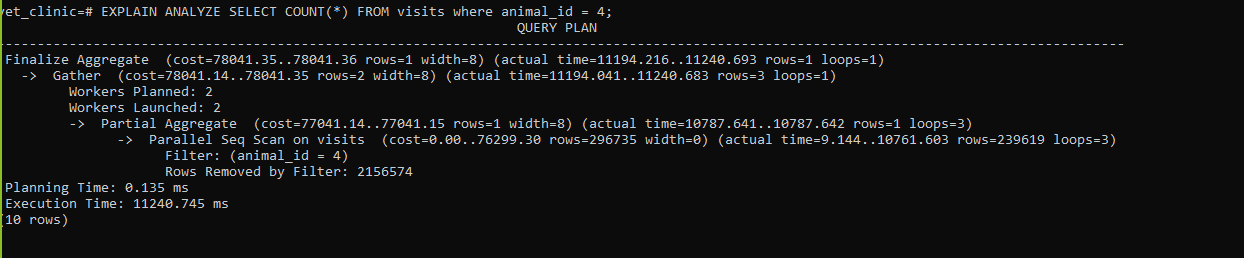 vet_clinic=# EXPLAIN ANALYZE SELECT COUNT(*) FROM visits where animal_id = 4;
QUERY PLAN
--------------------------------------------------------------------------------------------------------------------------------------------
Finalize Aggregate  (cost=78041.35..78041.36 rows=1 width=8) (actual time=11194.216..11240.693 rows=1 loops=1)
  ->  Gather  (cost=78041.14..78041.35 rows=2 width=8) (actual time=11194.041..11240.683 rows=3 loops=1)
        Workers Planned: 2
        Workers Launched: 2
        ->  Partial Aggregate  (cost=77041.14..77041.15 rows=1 width=8) (actual time=10787.641..10787.642 rows=1 loops=3)
              ->  Parallel Seq Scan on visits  (cost=0.00..76299.30 rows=296735 width=0) (actual time=9.144..10761.603 rows=239619 loops=3)
                    Filter: (animal_id = 4)
                    Rows Removed by Filter: 2156574
Planning Time: 0.135 ms
Execution Time: 11240.745 ms
(10 rows)